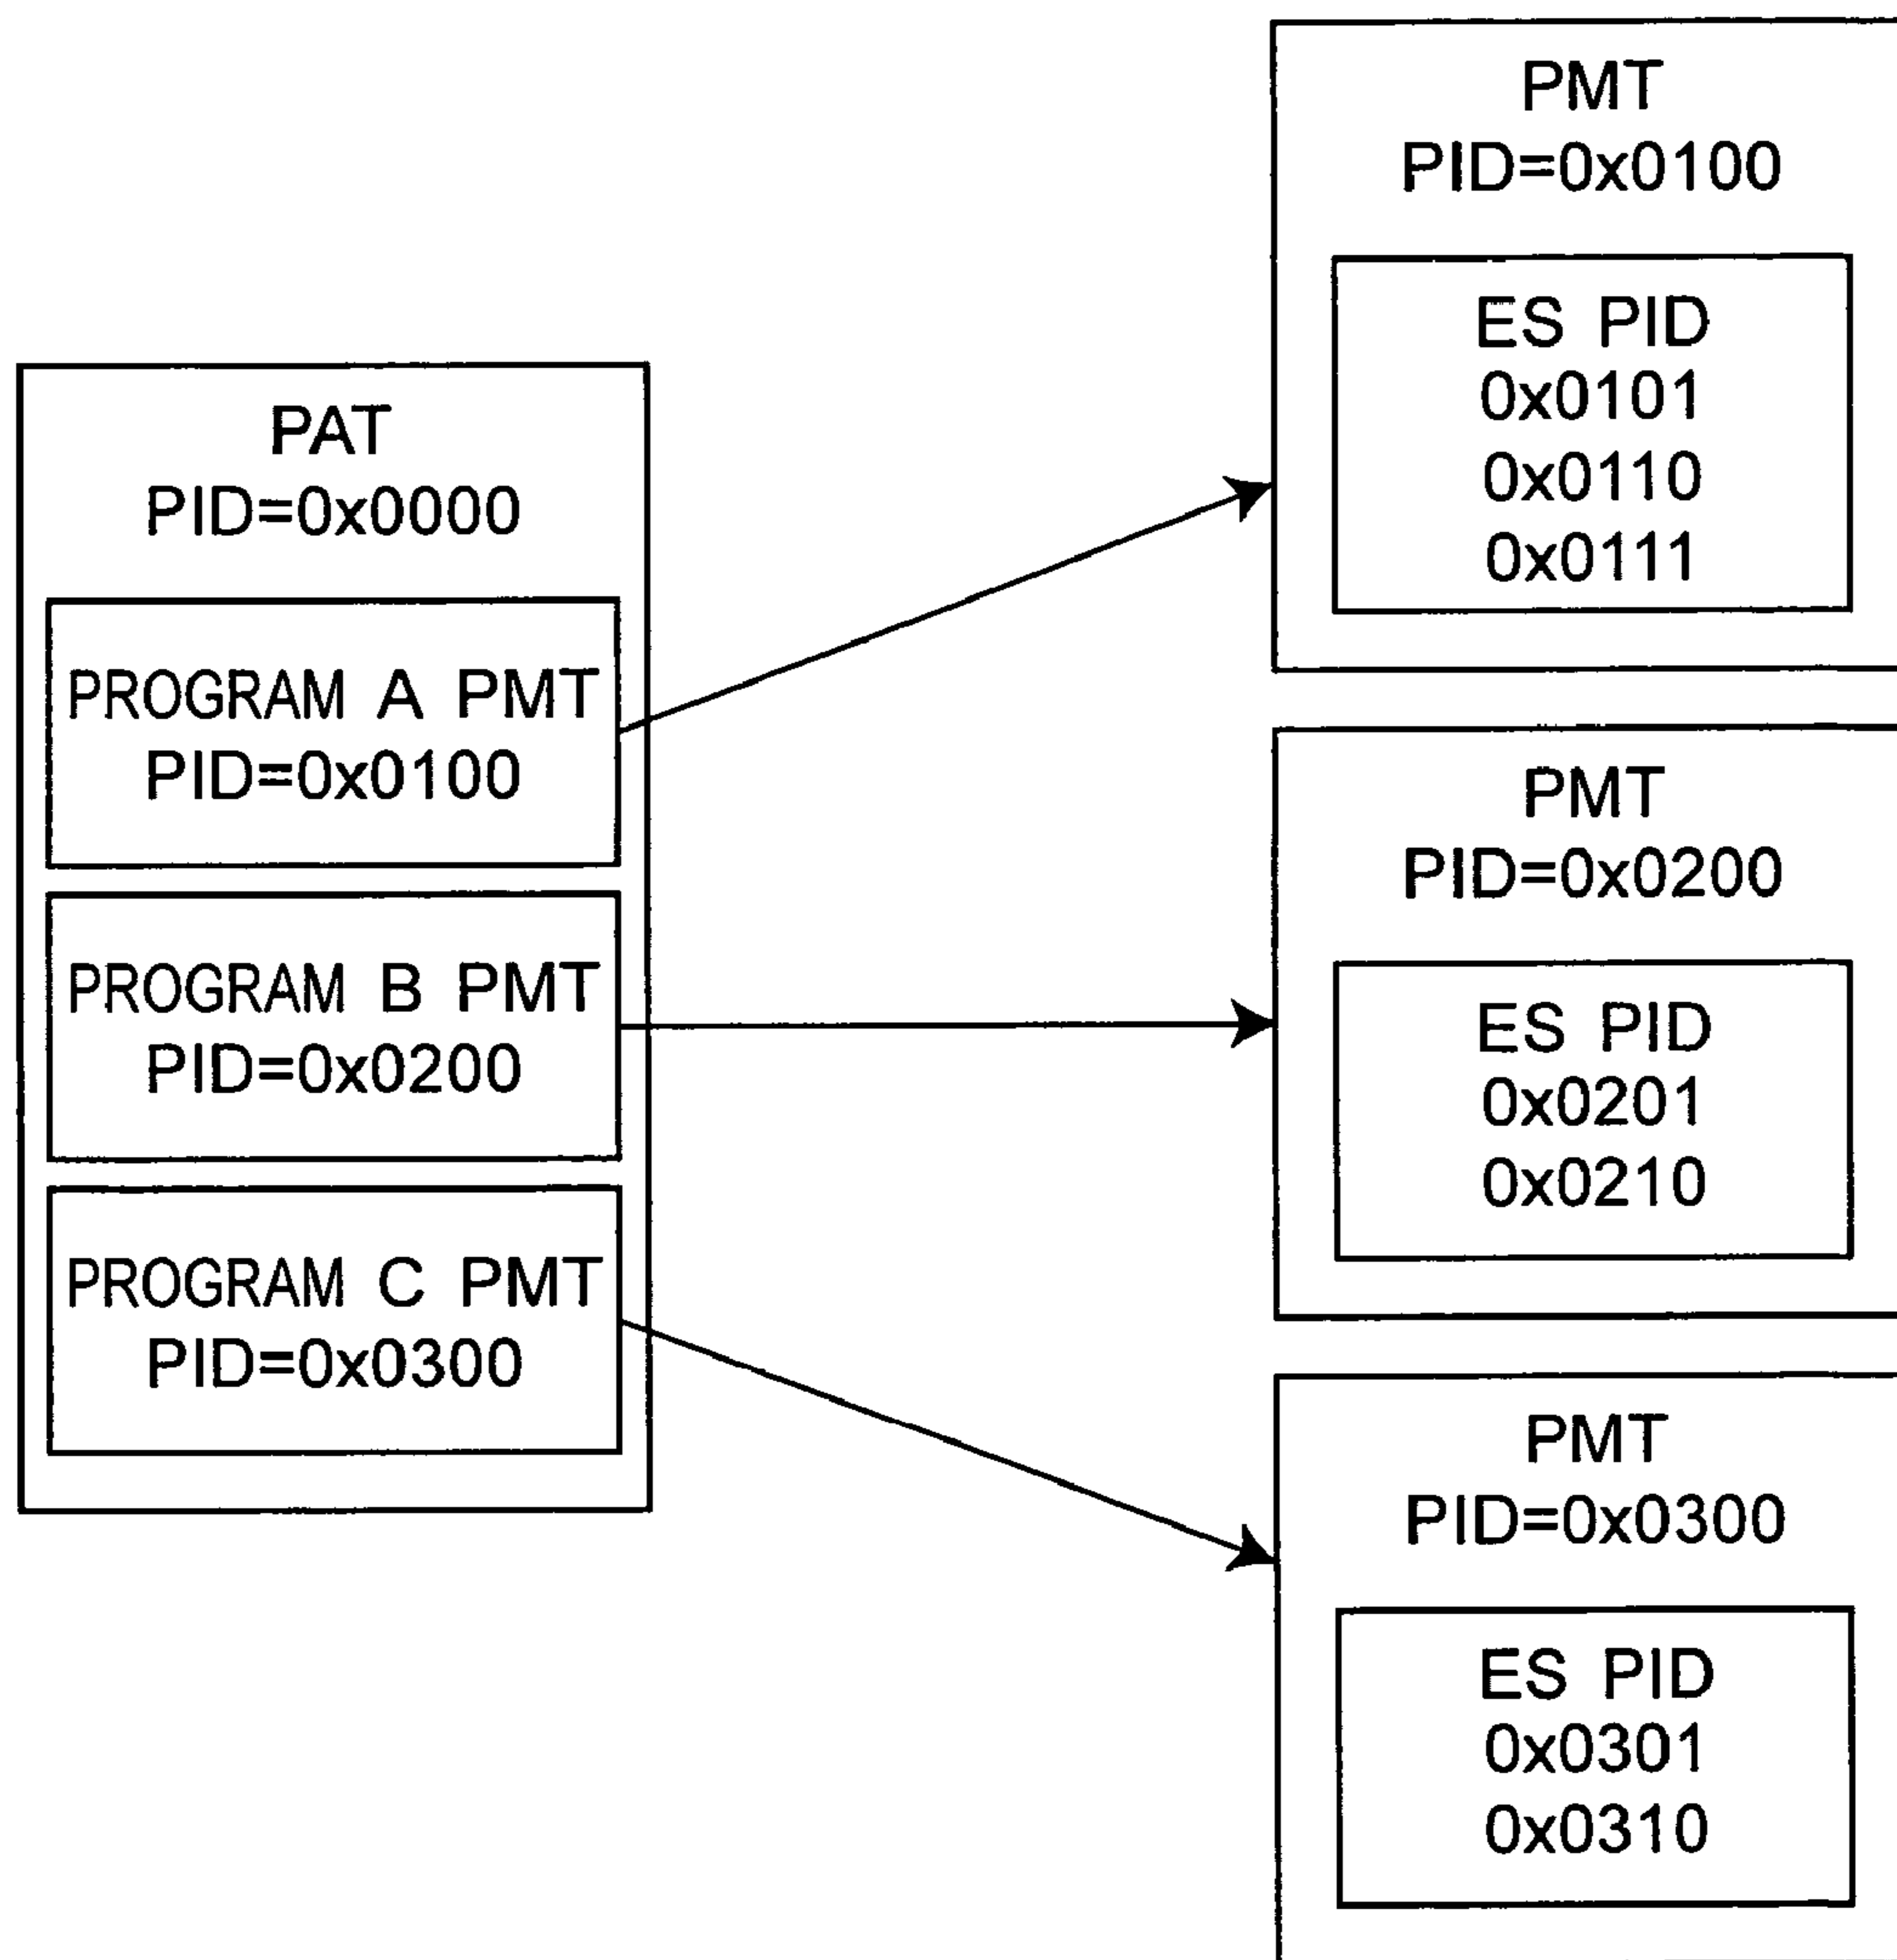 PAT
PID=0x0000
PROGRAM A PMT
PID=0x0100
PROGRAM B PMT
PID=0x0200
PROGRAM C PMT
PID=0x0300
PMT
PID=0x0100
ES PID
0x0101
0x0110
0x0111
PMT
PID=0x0200
ES PID
0x0201
0x0210
PMT
PID=0x0300
ES PID
0x0301
0x0310